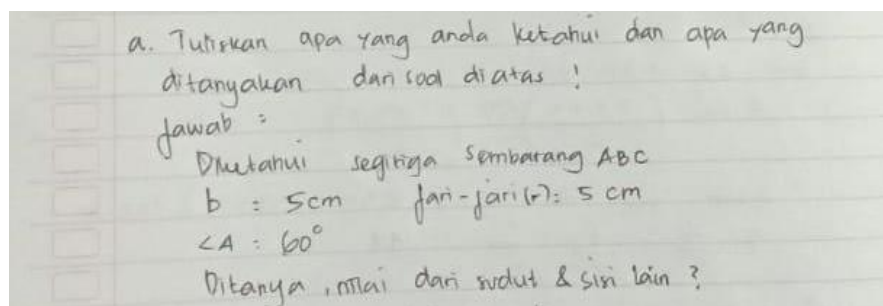 a. Tuliskan apa yang anda ketahui dan apa yang
ditanyakan dari soal diatas !
Jawab :
Diketahui segitiga sembarang ABC
b : 5cm Jari-jari (r): 5 cm
∠A : 60°
Ditanya, nilai dari sudut & sisi lain ?